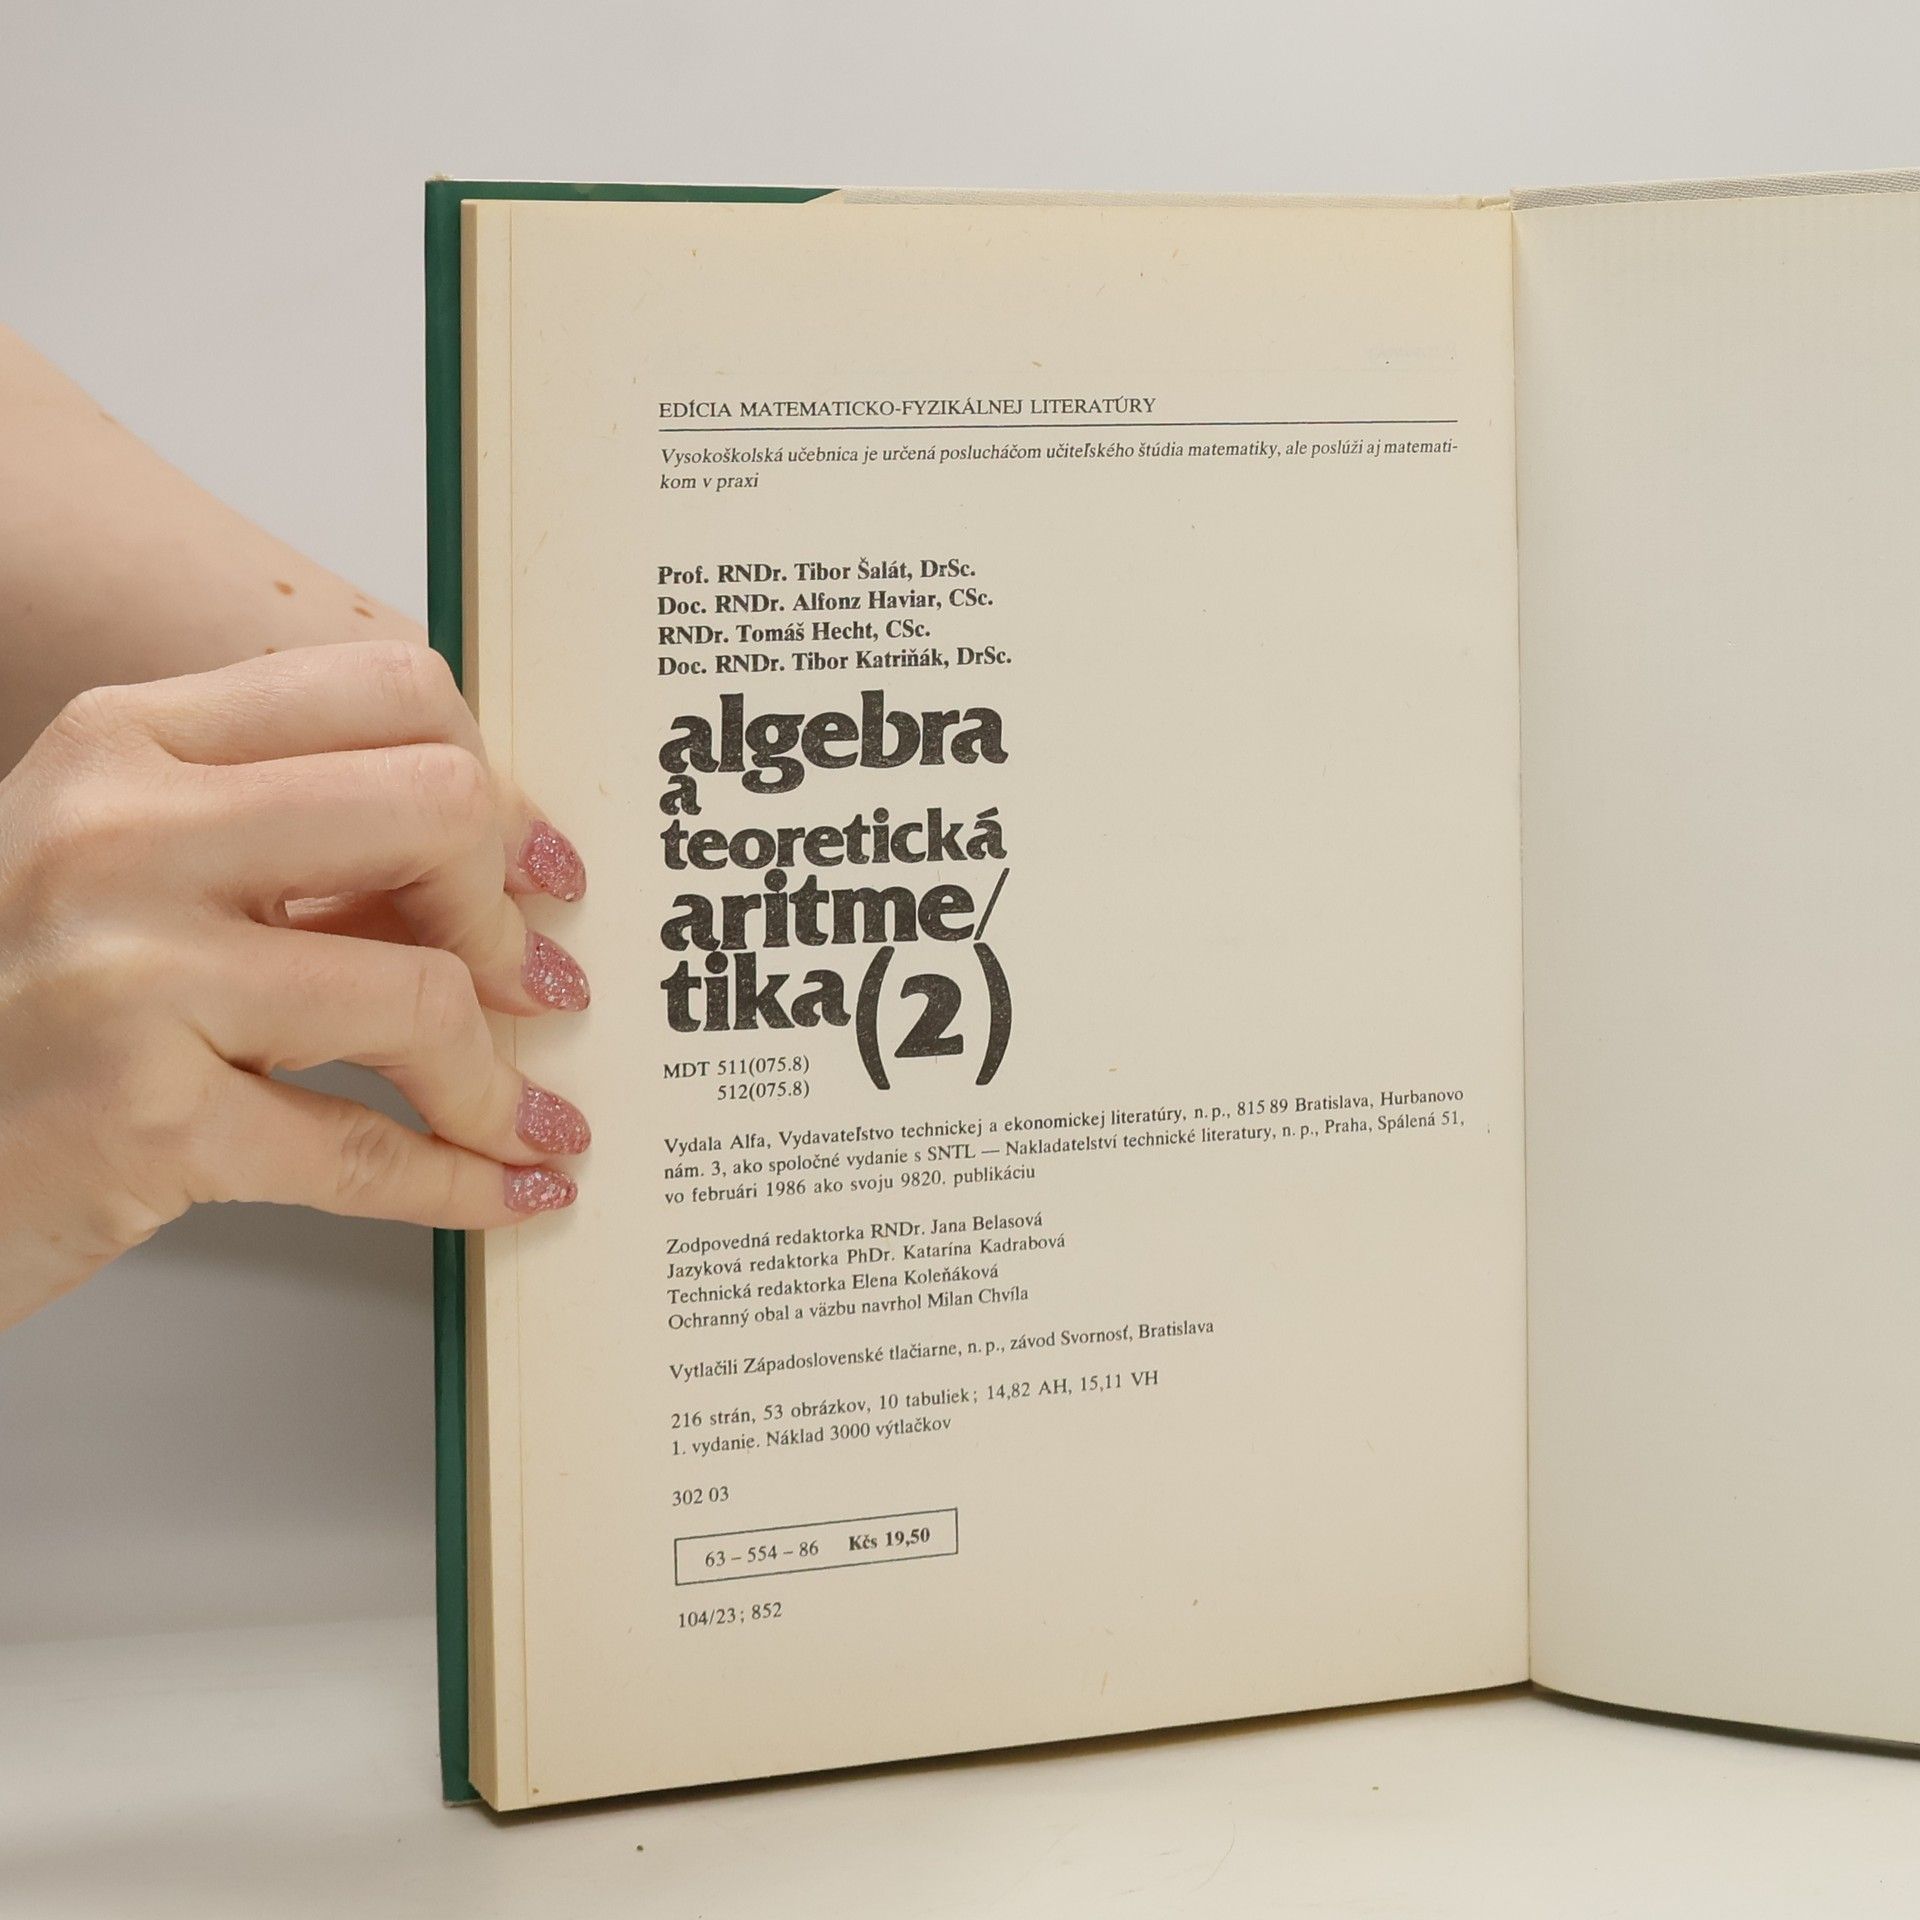 EDÍCIA MATEMATICKO-FYZIKÁLNEJ LITERATÚRY
Vysokoškolská učebnica je určená poslucháčom učiteľského štúdia matematiky, ale poslúži aj matemati-
kom v praxi
Prof. RNDr. Tibor Šalát, DrSc.
Doc. RNDr. Alfonz Haviar, CSc.
RNDr. Tomáš Hecht, CSc.
Doc. RNDr. Tibor Katriňák, DrSc.
algebra
a
teoretická
aritme/
tika (2)
MDT 511(075.8)
512(075.8)
Vydala Alfa, Vydavateľstvo technickej a ekonomickej literatúry, n. p., 815 89 Bratislava, Hurbanovo
nám. 3, ako spoločné vydanie s SNTL — Nakladatelství technické literatury, n. p., Praha, Spálená 51,
vo februári 1986 ako svoju 9820. publikáciu
Zodpovedná redaktorka RNDr. Jana Belasová
Jazyková redaktorka PhDr. Katarína Kadrabová
Technická redaktorka Elena Koleňáková
Ochranný obal a väzbu navrhol Milan Chvíla
Vytlačili Západoslovenské tlačiarne, n. p., závod Svornosť, Bratislava
216 strán, 53 obrázkov, 10 tabuliek; 14,82 AH, 15,11 VH
1. vydanie. Náklad 3000 výtlačkov
302 03
63 – 554 – 86 Kčs 19,50
104/23; 852